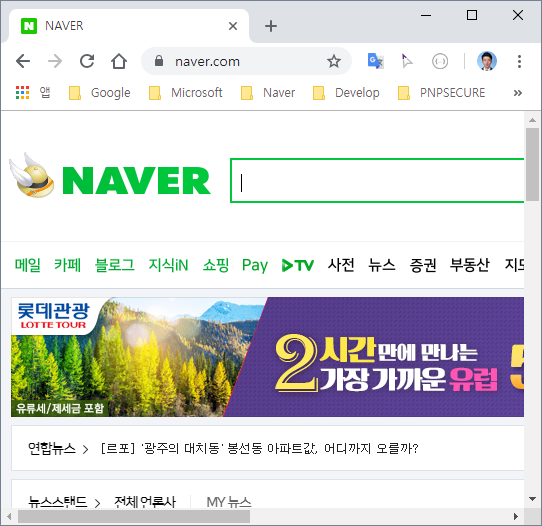 NAVER
naver.com
앱 Google Microsoft Naver Develop PNPSECURE »
NAVER
메일 카페 블로그 지식iN 쇼핑 Pay TV 사전 뉴스 증권 부동산 지도
롯데관광
LOTTE TOUR
2시간만에 만나는
가장 가까운 유럽 5
유류세/제세금 포함
연합뉴스 > [르포] '광주의 대치동' 봉선동 아파트값, 어디까지 오를까?
뉴스스탠드 > 전체 언론사 MY 뉴스